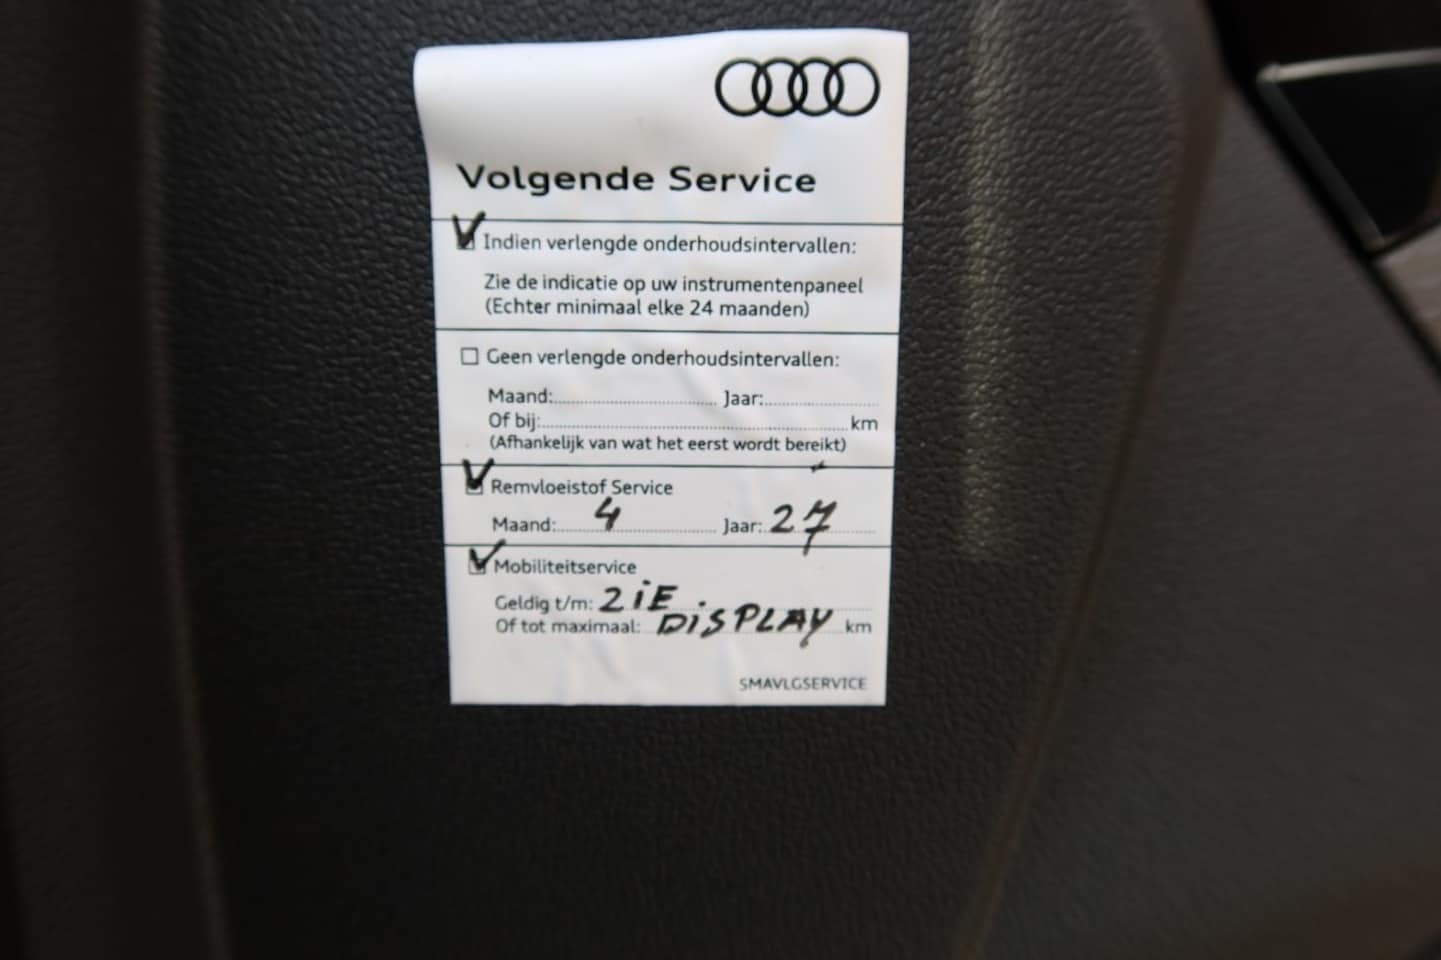 Volgende Service
Indien verlengde onderhoudsintervallen:
Zie de indicatie op uw instrumentenpaneel
(Echter minimaal elke 24 maanden)
Geen verlengde onderhoudsintervallen:
Maand: Jaar:
Of bij: km
(Afhankelijk van wat het eerst wordt bereikt)
Remvloeistof Service
Maand: 4 Jaar: 27
Mobiliteitservice
Geldig t/m: ZiE
Of tot maximaal: DiSPLAY km
SMAVLGSERVICE